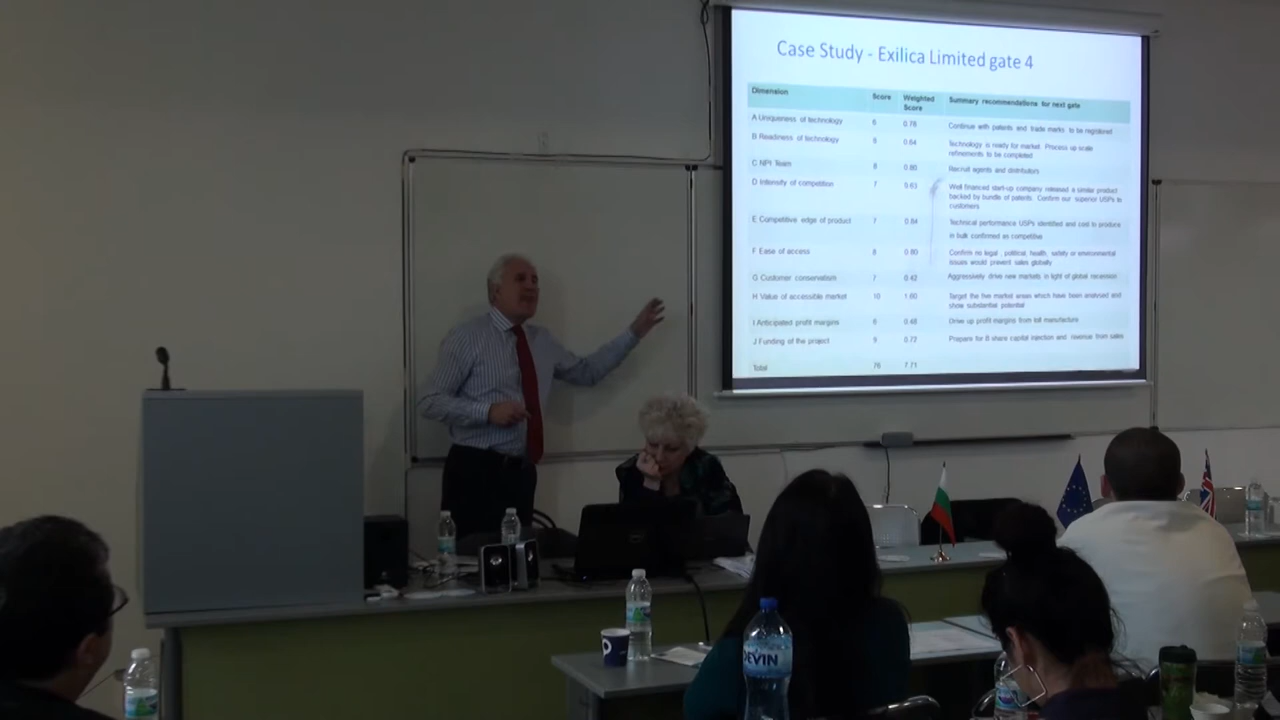 Case Study - Exilica Limited gate 4
Dimension Score Weighted Summary recommendations for next gate
Score
A Uniqueness of technology 6 0.78 Continue with patents and trade marks to be registered
B Readiness of technology 8 0.64 Technology is ready for market. Process up-scale
refinements to be completed
C NPI Team 8 0.80 Recruit agents and distributors
D Intensity of competition 7 0.63 Well financed start-up company released a similar product
backed by bundle of patents. Confirm our superior USPs to
customers
E Competitive edge of product 7 0.84 Technical performance USPs identified and cost to produce
in bulk confirmed as competitive
F Ease of access 8 0.80 Confirm no legal, political, health, safety or environmental
issues would prevent sales globally
G Customer conservatism 7 0.42 Aggressively drive new markets in light of global recession
H Value of accessible market 10 1.60 Target the five market areas which have been analysed and
show substantial potential
I Anticipated profit margins 6 0.48 Drive up profit margins from toll manufacture
J Funding of the project 9 0.72 Prepare for B share capital injection and revenue from sales
Total 76 7.71
DEVIN